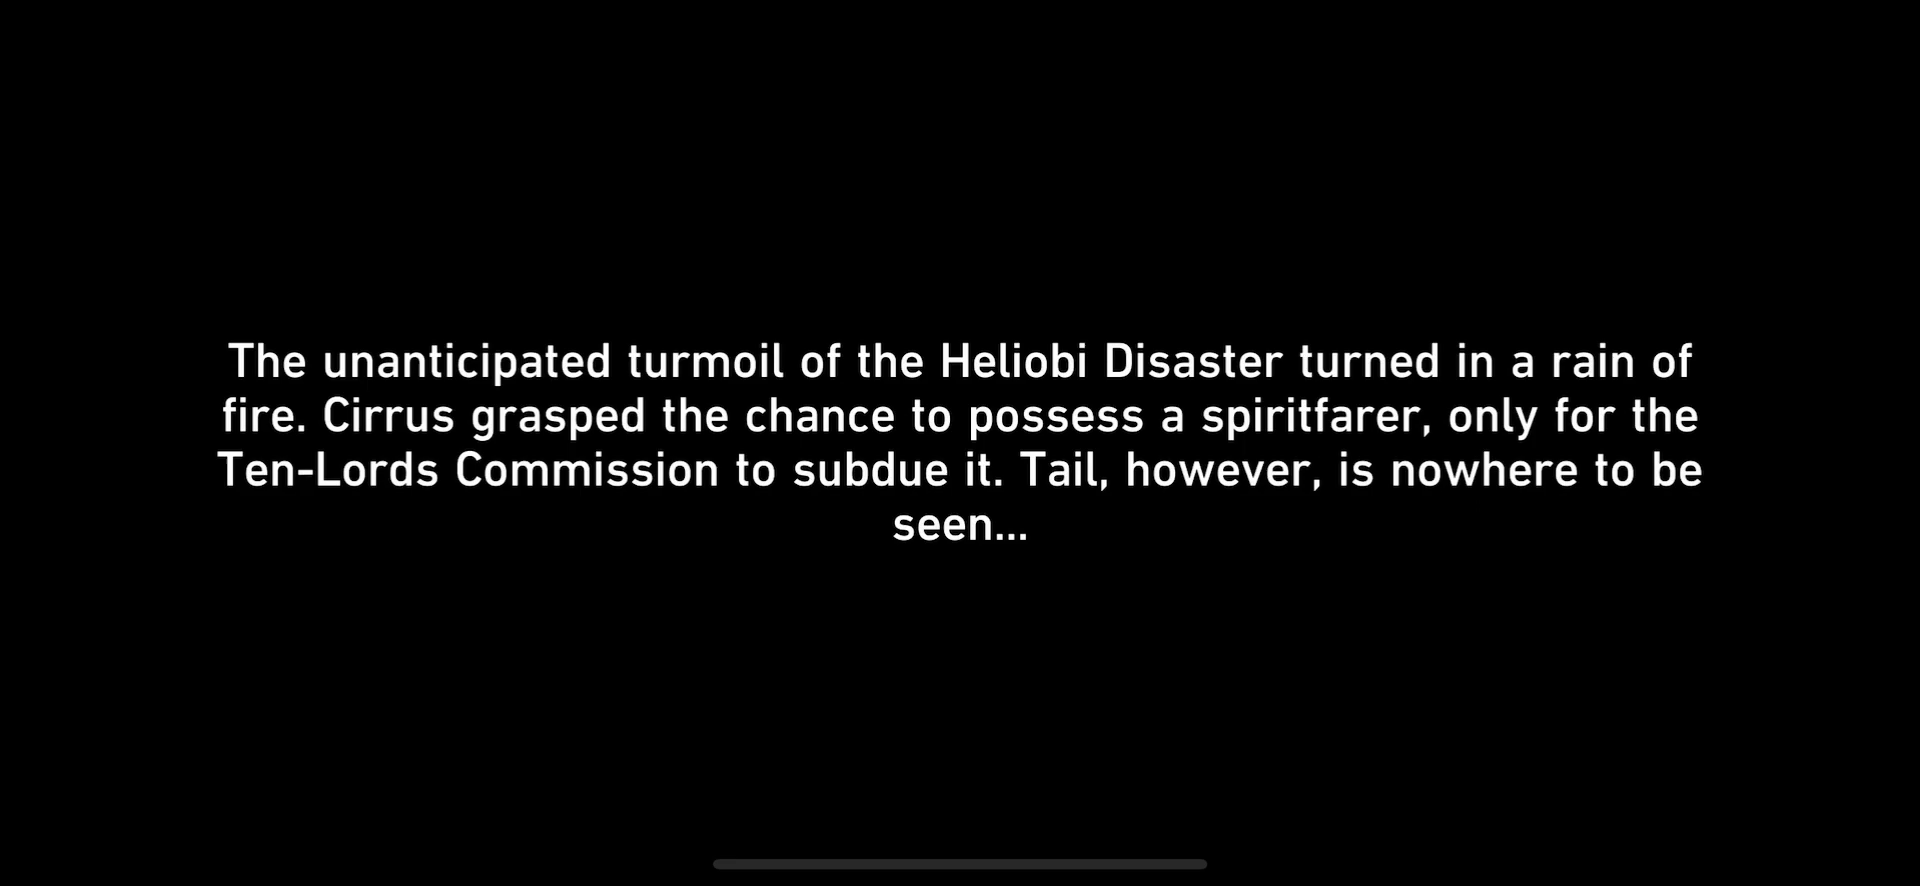 The unanticipated turmoil of the Heliobi Disaster turned in a rain of
fire. Cirrus grasped the chance to possess a spiritfarer, only for the
Ten-Lords Commission to subdue it. Tail, however, is nowhere to be
seen...